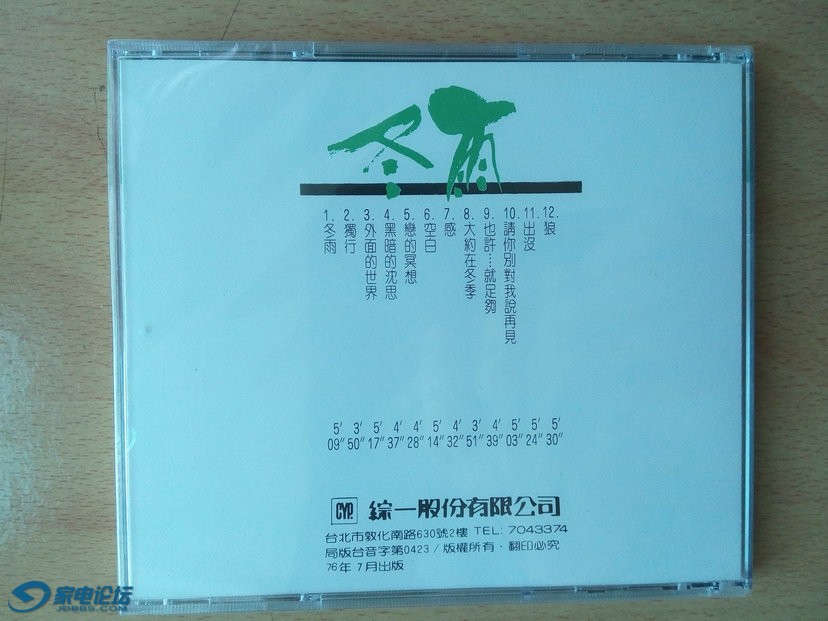 冬雨
1. 冬雨
2. 獨行
3. 外面的世界
4. 黑暗的沈思
5. 戀的冥想
6. 空白
7. 感
8. 大約在冬季
9. 也許…就足夠
10. 請你別對我說再見
11. 出沒
12. 狼
5′09″
3′50″
5′17″
4′37″
4′28″
5′14″
4′32″
3′51″
4′39″
5′03″
5′24″
5′30″
CYP. 綜一股份有限公司
台北市敦化南路630號2樓 TEL: 7043374
局版台音字第0423/版權所有·翻印必究
76年7月出版
家电论坛
JDBBS.COM